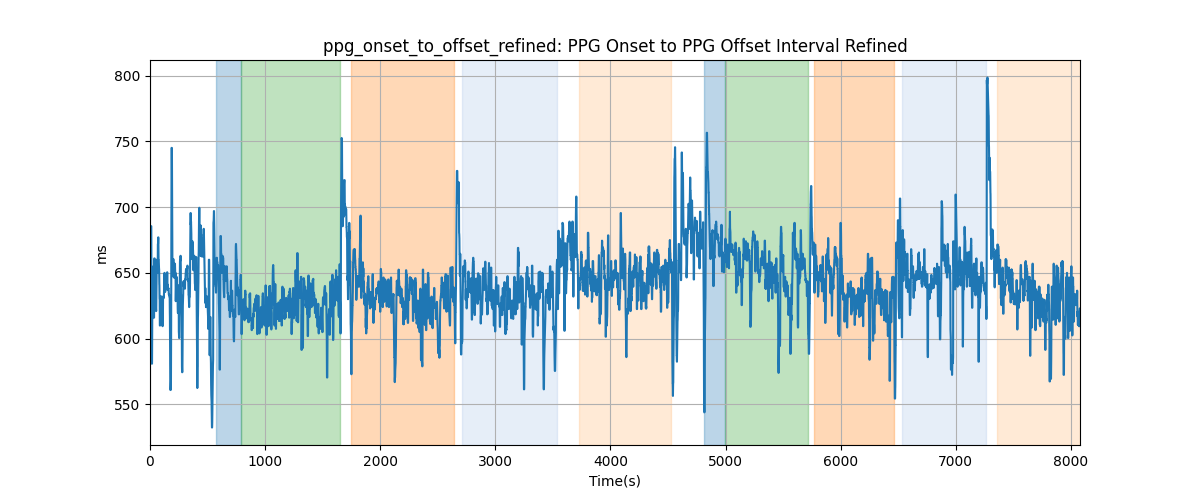 ppg_onset_to_offset_refined: PPG Onset to PPG Offset Interval Refined
800
750
700
650
600
550
ms
0 1000 2000 3000 4000 5000 6000 7000 8000
Time(s)